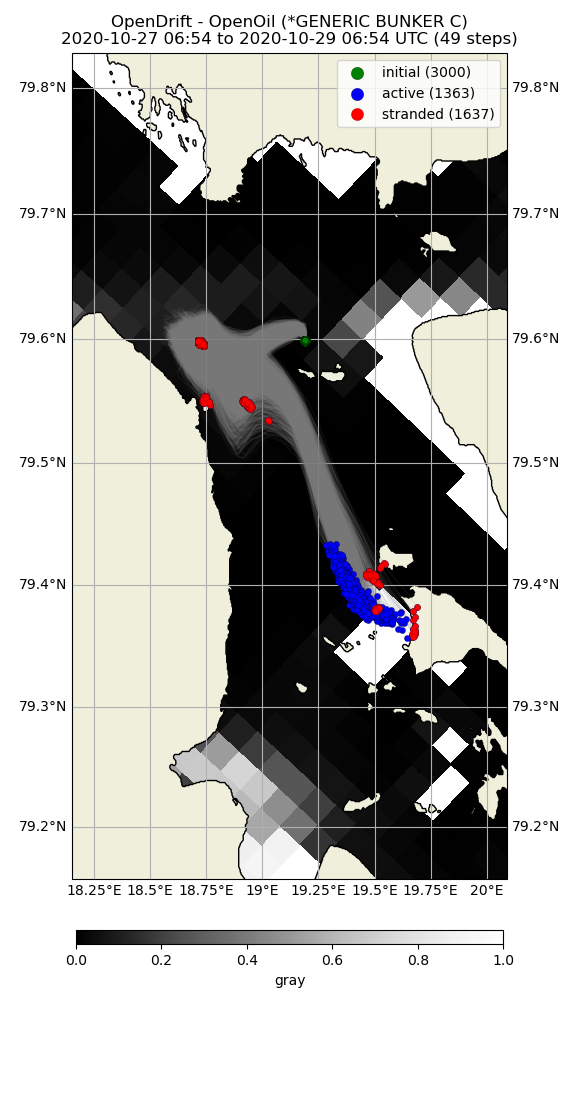 OpenDrift - OpenOil (*GENERIC BUNKER C)
2020-10-27 06:54 to 2020-10-29 06:54 UTC (49 steps)
initial (3000)
active (1363)
stranded (1637)
79.8°N 79.8°N
79.7°N 79.7°N
79.6°N 79.6°N
79.5°N 79.5°N
79.4°N 79.4°N
79.3°N 79.3°N
79.2°N 79.2°N
18.25°E 18.5°E 18.75°E 19°E 19.25°E 19.5°E 19.75°E 20°E
0.0 0.2 0.4 0.6 0.8 1.0
gray